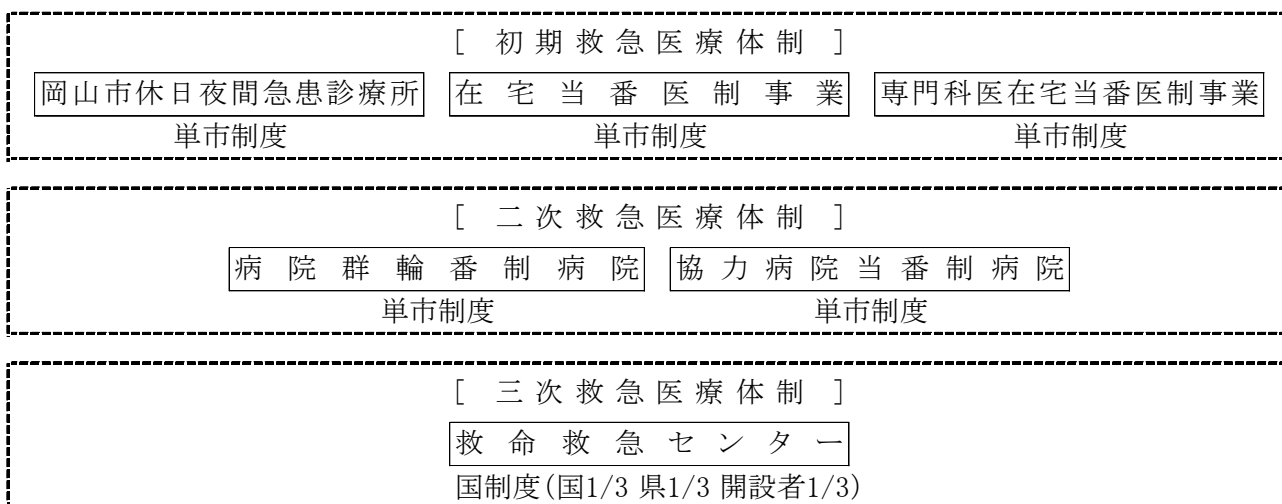 [ 初期救急医療体制 ]
岡山市休日夜間急患診療所 在宅当番医制事業 専門科医在宅当番医制事業
単市制度 単市制度 単市制度
[ 二次救急医療体制 ]
病院群輪番制病院 協力病院当番制病院
単市制度 単市制度
[ 三次救急医療体制 ]
救命救急センター
国制度(国1/3 県1/3 開設者1/3)